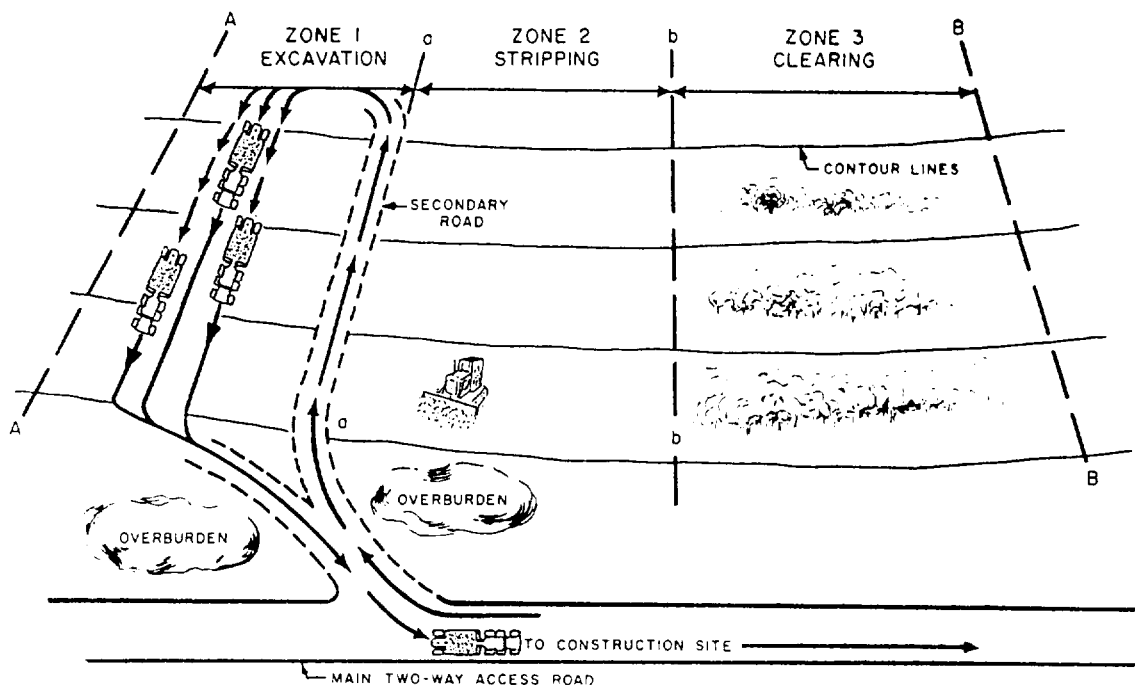 A
ZONE 1
EXCAVATION
a
ZONE 2
STRIPPING
b
ZONE 3
CLEARING
B
CONTOUR LINES
SECONDARY
ROAD
A
a
b
B
OVERBURDEN
OVERBURDEN
TO CONSTRUCTION SITE
MAIN TWO-WAY ACCESS ROAD